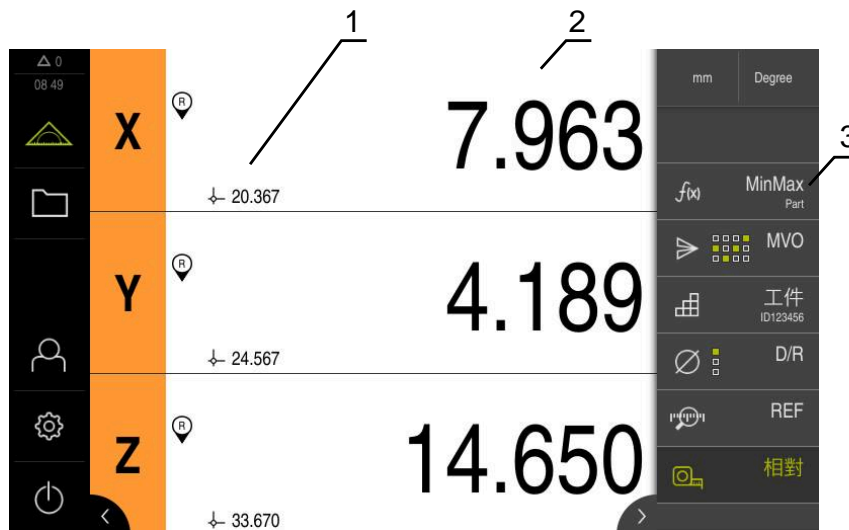 1
2
3
0
08 49
X
R
7.963
20.367
Y
R
4.189
24.567
Z
R
14.650
33.670
mm
Degree
f(x)
MinMax
Part
MVO
工件
ID123456
D/R
REF
相對